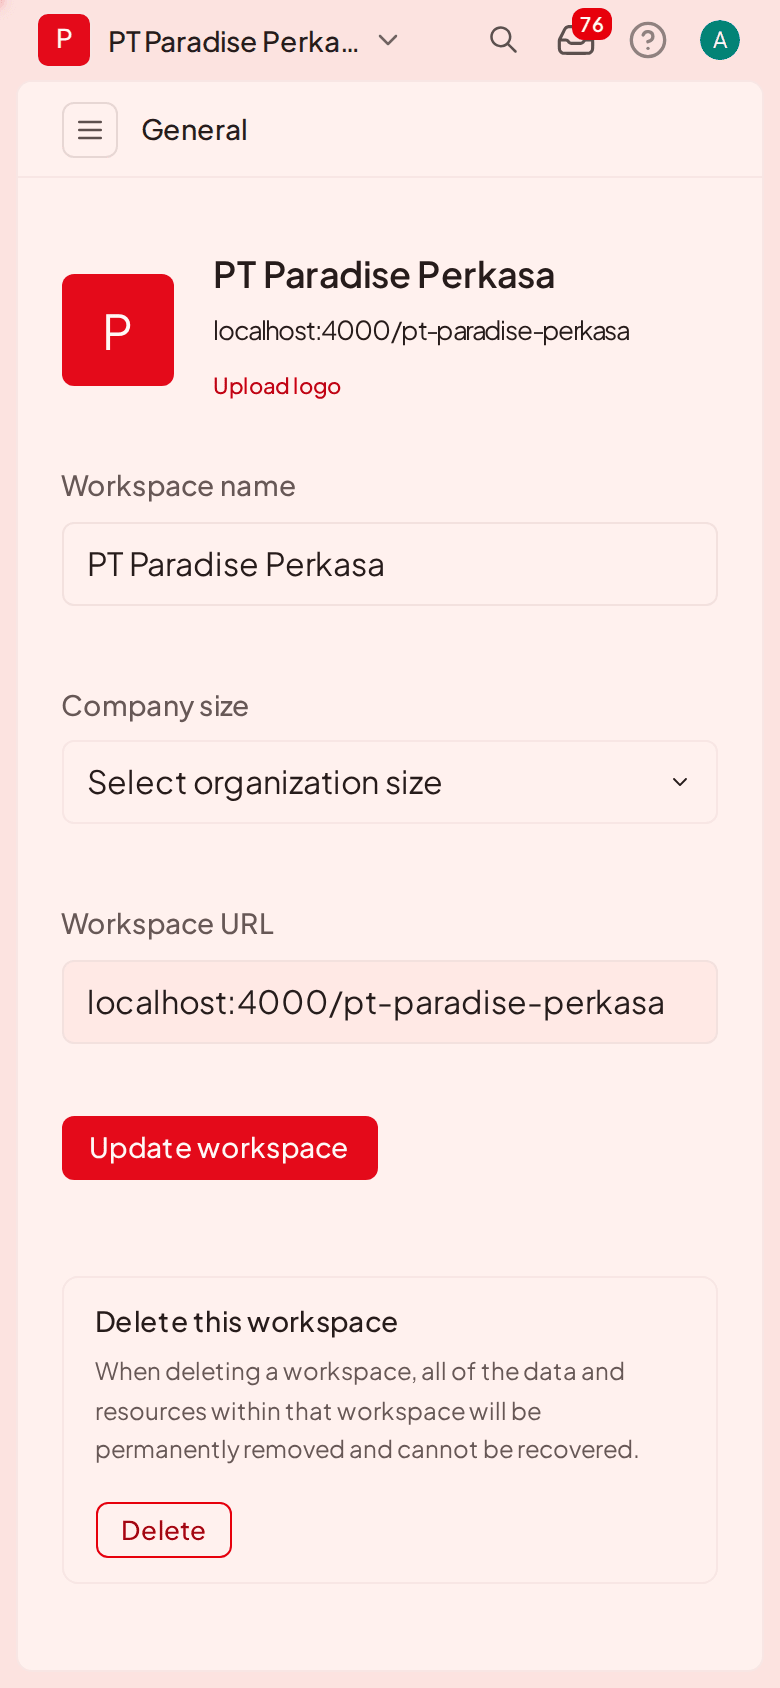 P
PT Paradise Perka...
76
A
General
P
PT Paradise Perkasa
localhost:4000/pt-paradise-perkasa
Upload logo
Workspace name
PT Paradise Perkasa
Company size
Select organization size
Workspace URL
localhost:4000/pt-paradise-perkasa
Update workspace
Delete this workspace
When deleting a workspace, all of the data and
resources within that workspace will be
permanently removed and cannot be recovered.
Delete